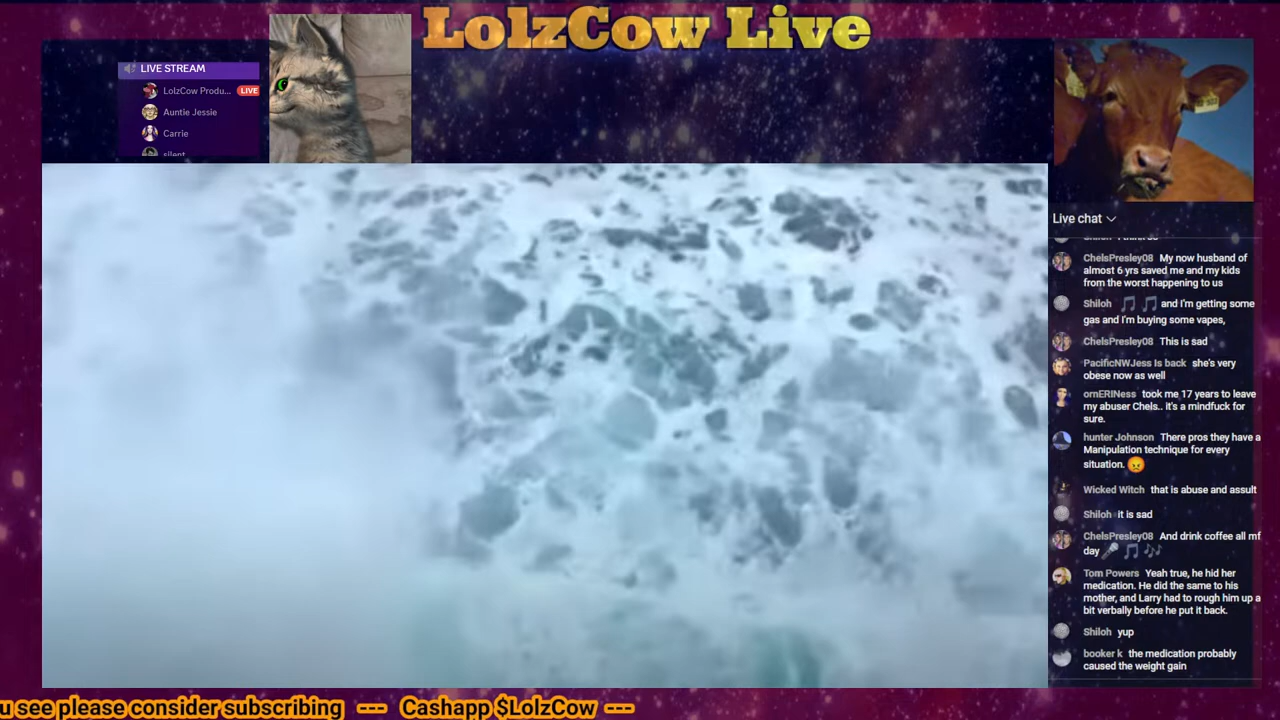 LolzCow Live
LIVE STREAM
LolzCow Produ... LIVE
Auntie Jessie
Carrie
silent
Live chat
ChelsPresley08 My now husband of
almost 6 yrs saved me and my kids
from the worst happening to us
Shiloh 🎵 🎵 and I'm getting some
gas and I'm buying some vapes,
ChelsPresley08 This is sad
PacificNWJess Is back she's very
obese now as well
ornERINess took me 17 years to leave
my abuser Chels.. it's a mindfuck for
sure.
hunter Johnson There pros they have a
Manipulation technique for every
situation. 😡
Wicked Witch that is abuse and assult
Shiloh it is sad
ChelsPresley08 And drink coffee all mf
day 🎤 🎵 🎶
Tom Powers Yeah true, he hid her
medication. He did the same to his
mother, and Larry had to rough him up a
bit verbally before he put it back.
Shiloh yup
booker k the medication probably
caused the weight gain
u see please consider subscribing --- Cashapp $LolzCow ---